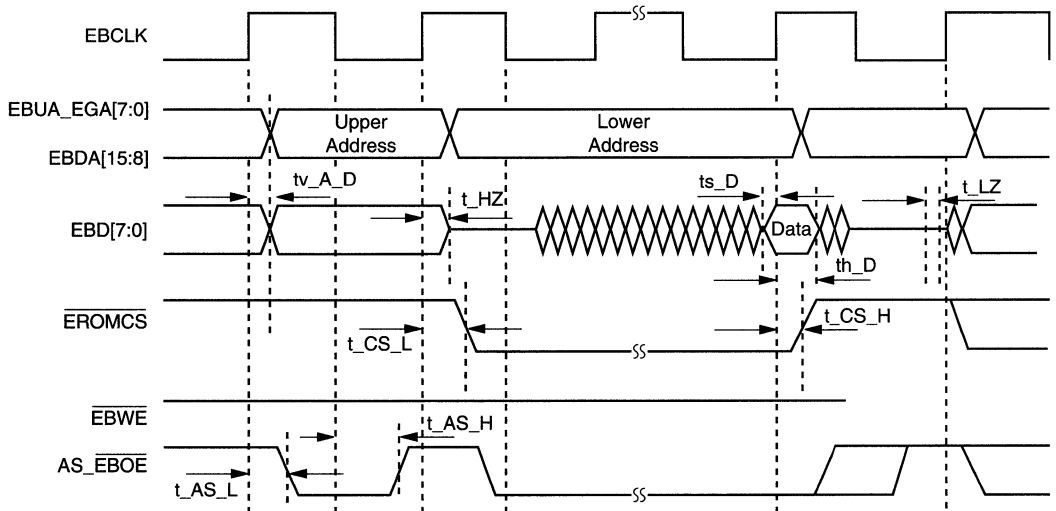 EBCLK
EBUA_EGA[7:0]
Upper
Address
Lower
Address
EBDA[15:8]
tv_A_D
t_HZ
ts_D
t_LZ
EBD[7:0]
Data
th_D
EROMCS
t_CS_L
t_CS_H
EBWE
t_AS_H
AS_EBOE
t_AS_L